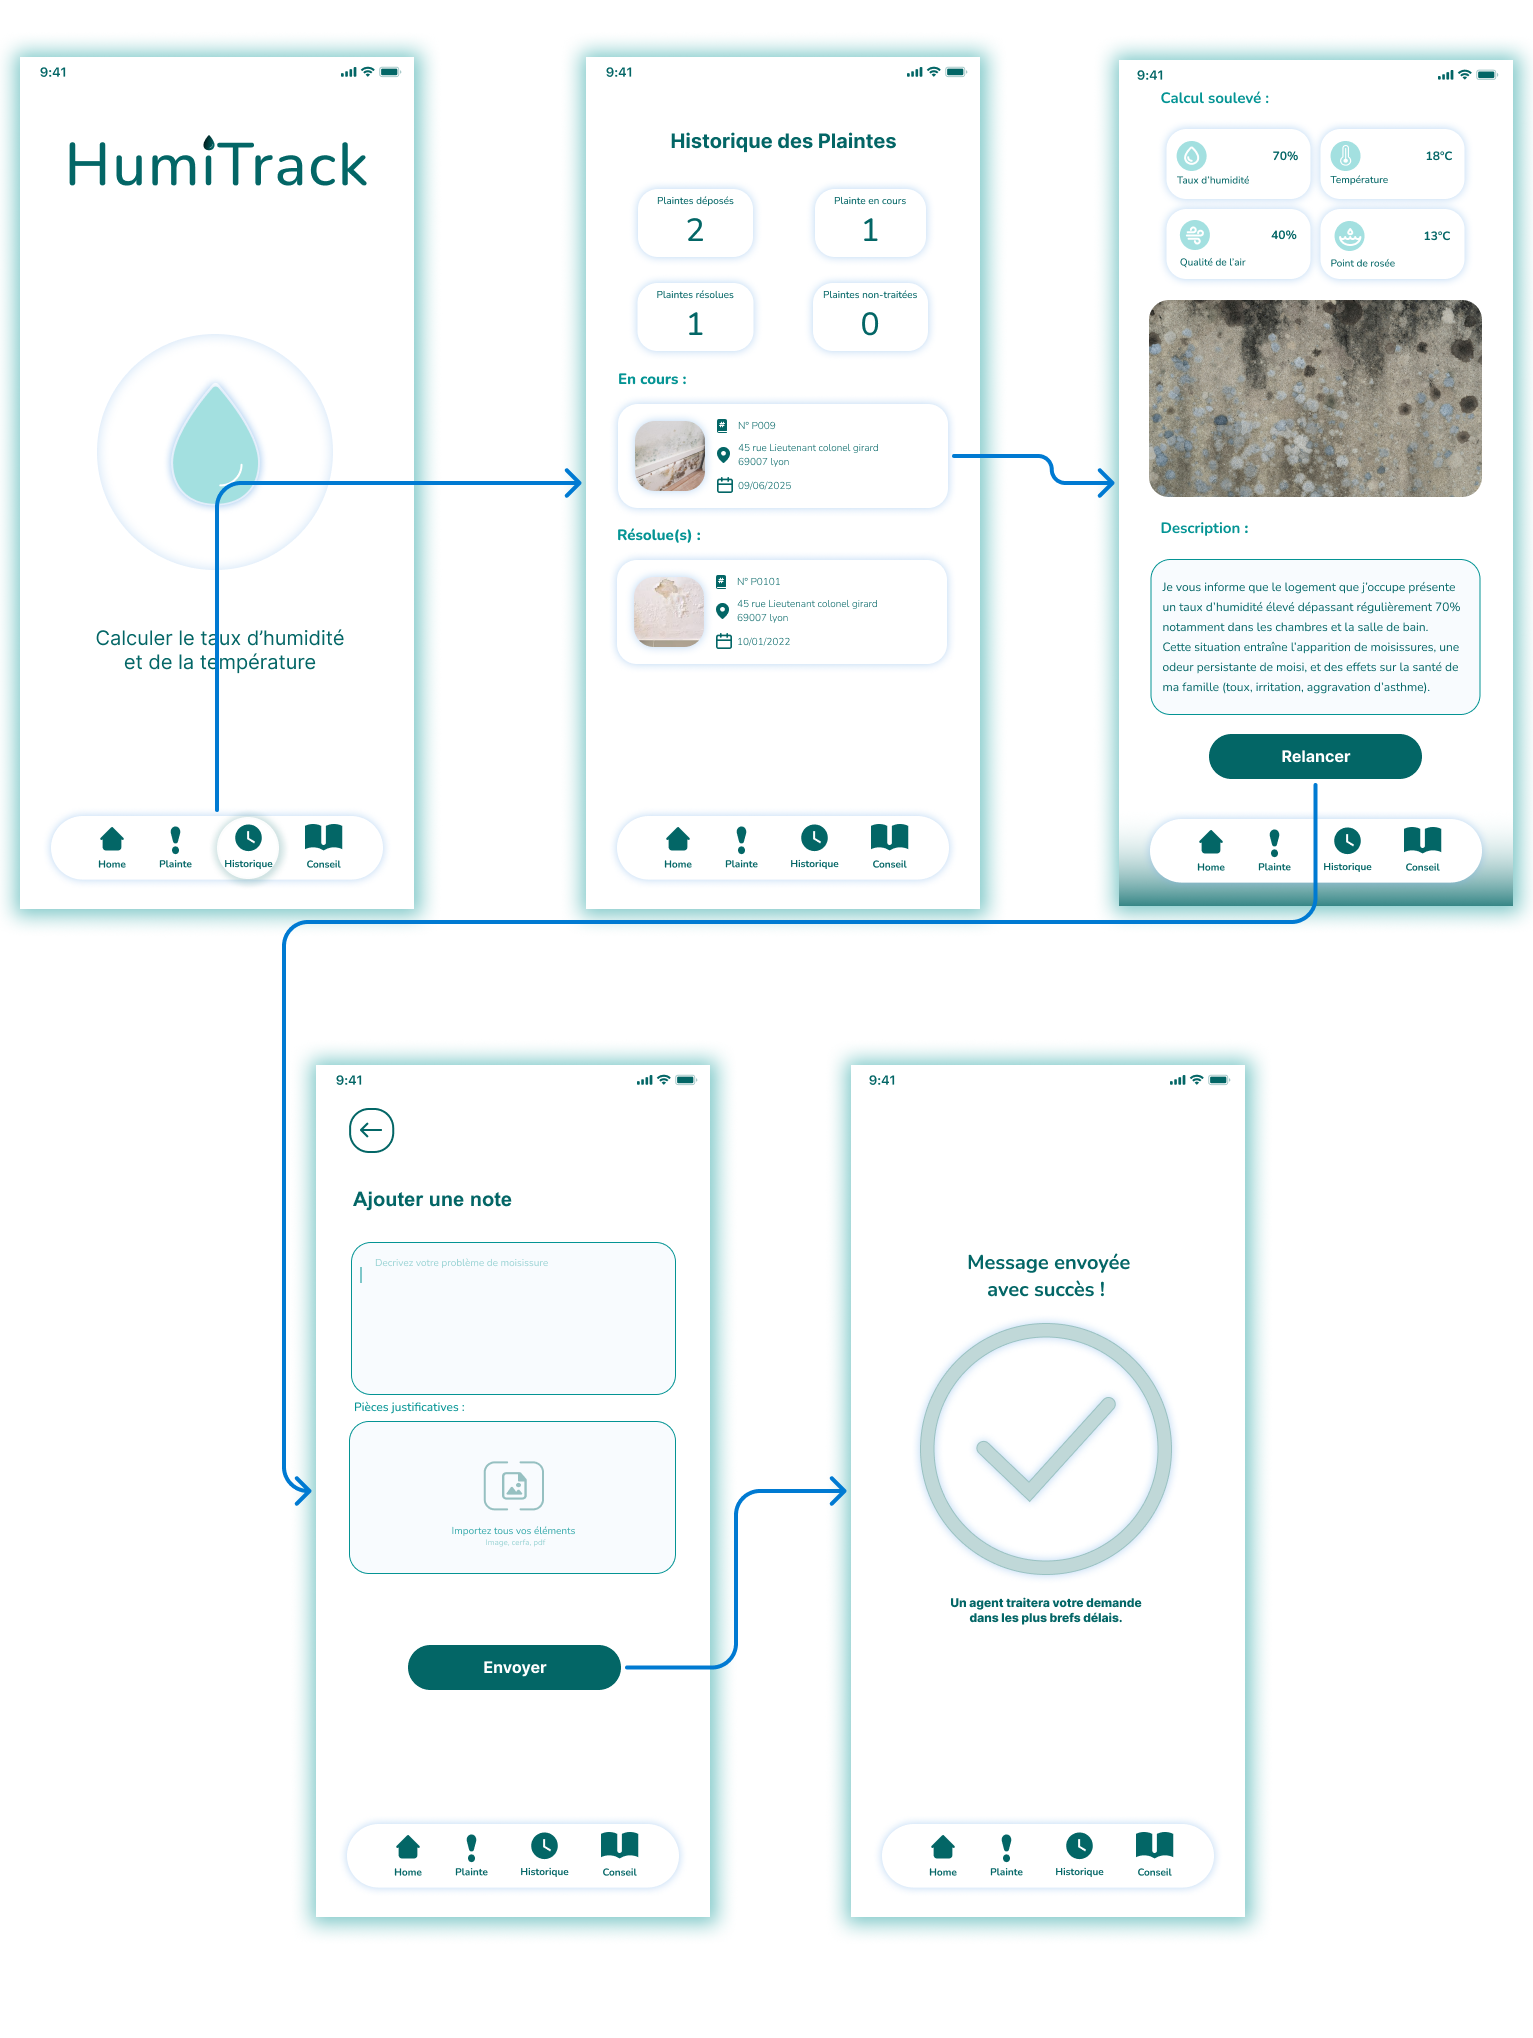 9:41
HumiTrack
Calculer le taux d'humidité
et de la température
Home
Plainte
Historique
Conseil
9:41
Historique des Plaintes
Plaintes déposés
2
Plainte en cours
1
Plaintes résolues
1
Plaintes non-traitées
0
En cours :
N° P009
45 rue Lieutenant colonel girard
69007 lyon
09/06/2025
Résolue(s) :
N° P0101
45 rue Lieutenant colonel girard
69007 lyon
10/01/2022
Home
Plainte
Historique
Conseil
9:41
Calcul soulevé :
70%
Taux d'humidité
18°C
Température
40%
Qualité de l'air
13°C
Point de rosée
Description :
Je vous informe que le logement que j'occupe présente
un taux d'humidité élevé dépassant régulièrement 70%
notamment dans les chambres et la salle de bain.
Cette situation entraîne l'apparition de moisissures, une
odeur persistante de moisi, et des effets sur la santé de
ma famille (toux, irritation, aggravation d'asthme).
Relancer
Home
Plainte
Historique
Conseil
9:41
Ajouter une note
Decrivez votre problème de moisissure
Pièces justificatives :
Importez tous vos éléments
Image, cerfa, pdf
Envoyer
Home
Plainte
Historique
Conseil
9:41
Message envoyée
avec succès !
Un agent traitera votre demande
dans les plus brefs délais.
Home
Plainte
Historique
Conseil